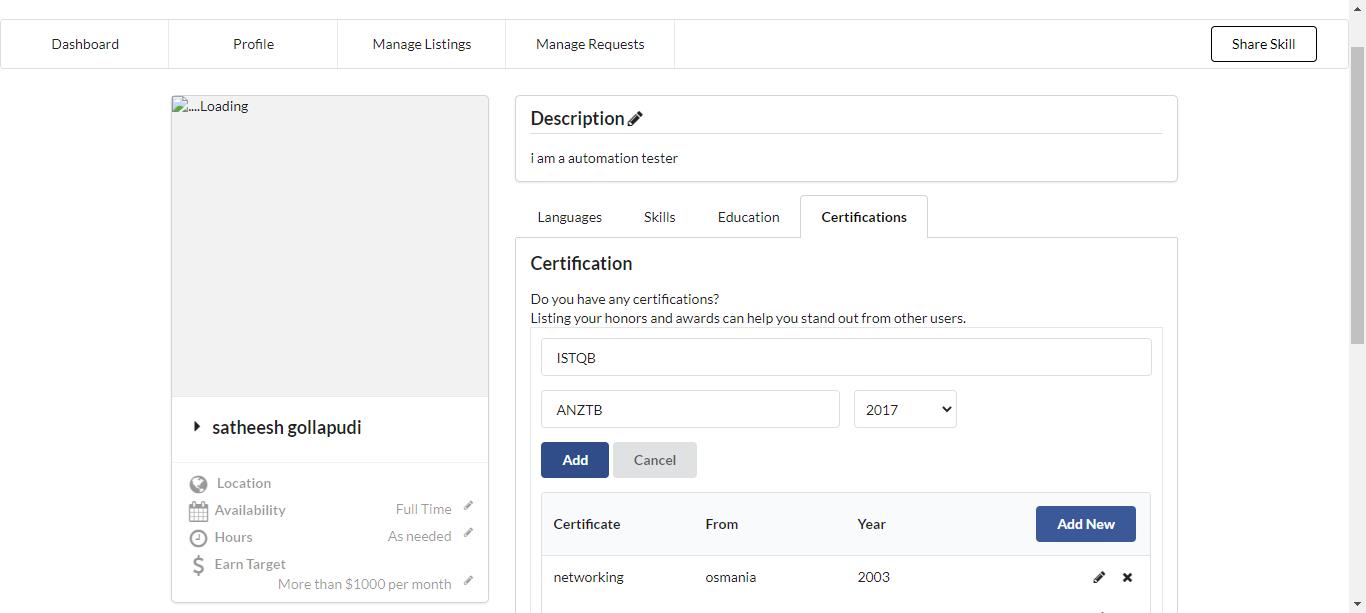 Dashboard
Profile
Manage Listings
Manage Requests
Share Skill
....Loading
satheesh gollapudi
Location
Availability
Full Time
Hours
As needed
Earn Target
More than $1000 per month
Description
i am a automation tester
Languages
Skills
Education
Certifications
Certification
Do you have any certifications?
Listing your honors and awards can help you stand out from other users.
ISTQB
ANZTB
2017
Add
Cancel
Certificate
From
Year
Add New
networking
osmania
2003